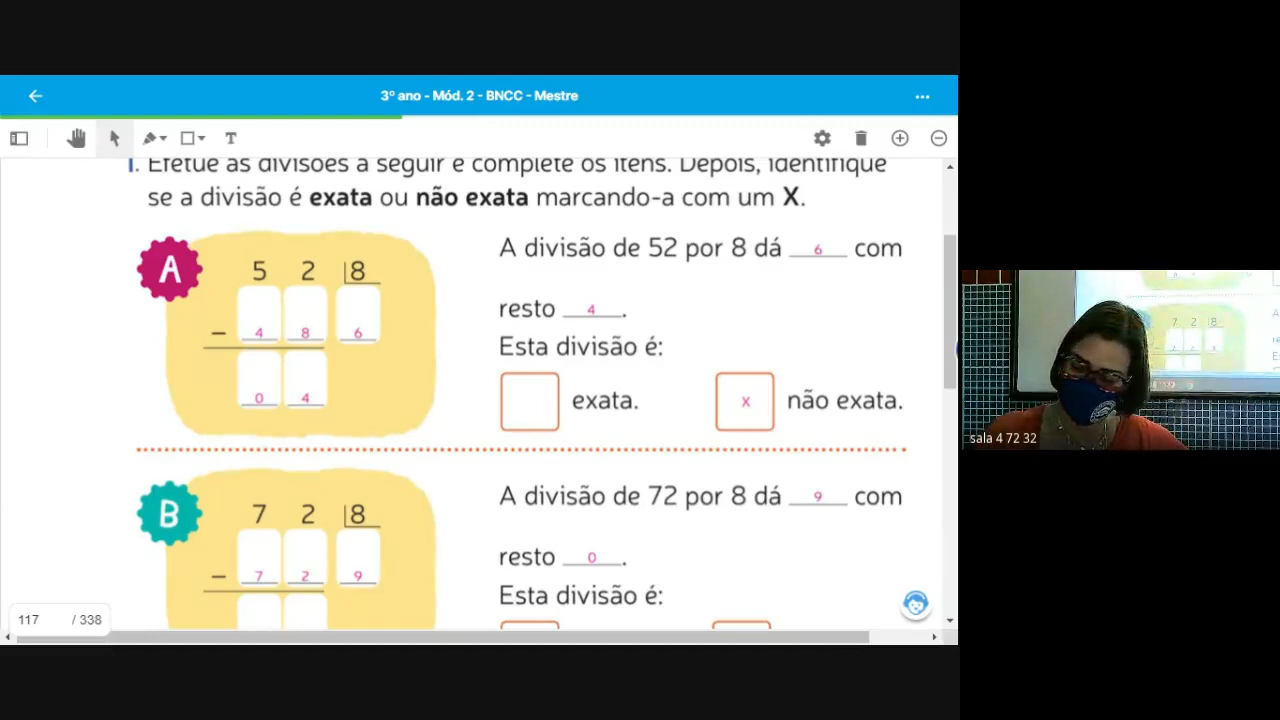 3º ano - Mód. 2 - BNCC - Mestre
T
1. Efetue as divisões a seguir e complete os itens. Depois, identifique
se a divisão é exata ou não exata marcando-a com um X.
A
5 2 8
- 4 8 6
0 4
A divisão de 52 por 8 dá 6 com
resto 4.
Esta divisão é:
exata. x não exata.
B
7 2 8
- 7 2 9
A divisão de 72 por 8 dá 9 com
resto 0.
Esta divisão é:
117 / 338
7 2 8
sala 4 72 32